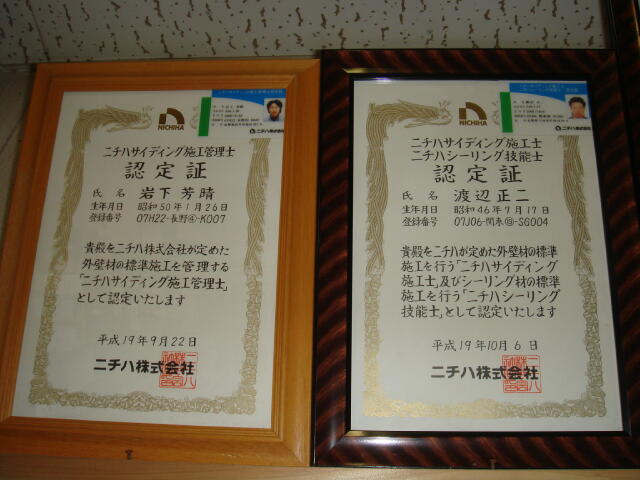 NICHIHA
ニチハサイディング施工管理士
認定証
氏名 岩下 芳晴
生年月日 昭和50年1月26日
登録番号 07H22-長野④-K007
貴殿をニチハ株式会社が定めた
外壁材の標準施工を管理する
「ニチハサイディング施工管理士」
として認定いたします
平成19年9月22日
ニチハ株式会社
NICHIHA
ニチハサイディング施工士
ニチハシーリング技能士
認定証
氏名 渡辺正二
生年月日 昭和46年7月17日
貴殿をニチハが定めた外壁材の標準
施工を行う「ニチハサイディング
施工士」及びシーリング材の標準
施工を行う「ニチハシーリング
技能士」として認定いたします
平成19年10月6日
ニチハ株式会社